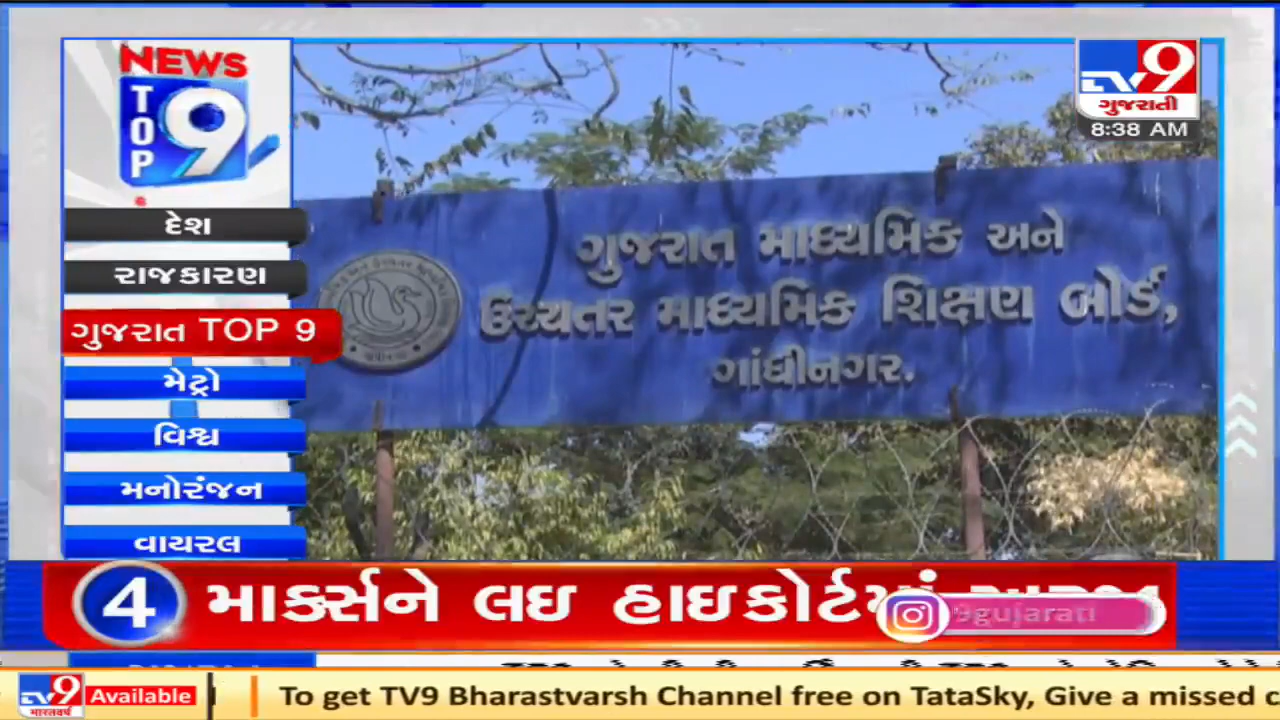 NEWS
TOP 9
TV9
ગુજરાતી
8:38 AM
દેશ
રાજકારણ
ગુજરાત TOP 9
મેટ્રો
વિશ્વ
મનોરંજન
વાયરલ
ગુજરાત માધ્યમિક અને
ઉચ્ચતર માધ્યમિક શિક્ષણ બોર્ડ,
ગાંધીનગર.
4 માર્ક્સને લઇ હાઇકોર્ટમાં
9gujarati
TV9 Available
भारतवर्ष
To get TV9 Bharastvarsh Channel free on TataSky, Give a missed